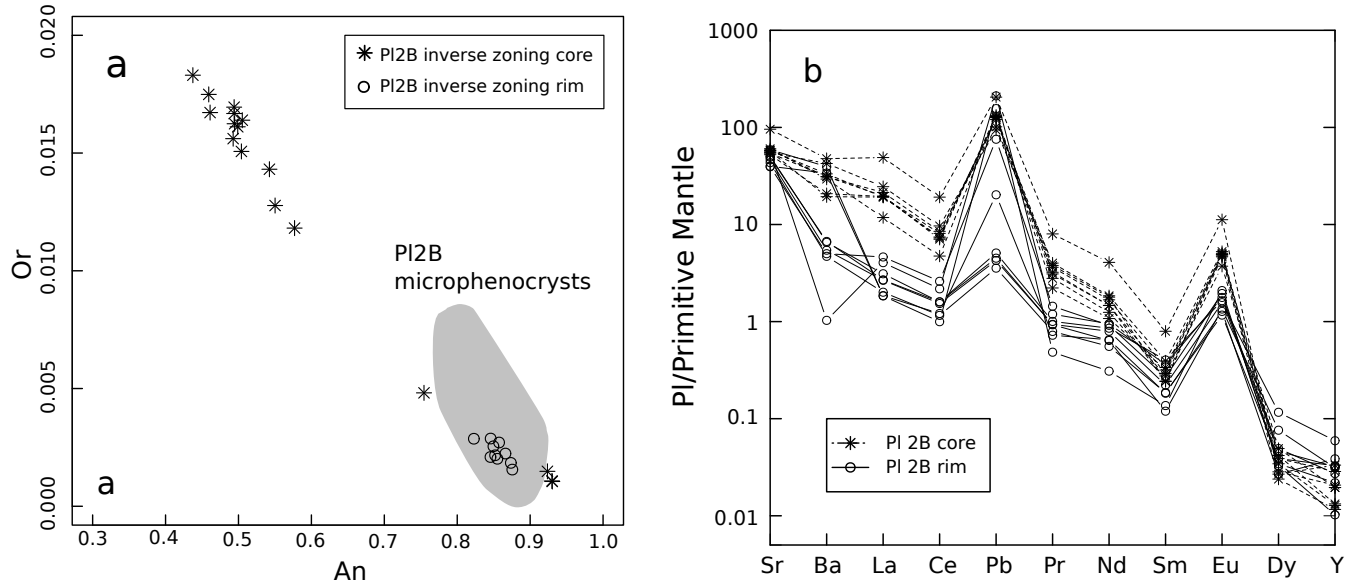 a
Pl2B inverse zoning core
Pl2B inverse zoning rim
Pl2B
microphenocrysts
a
Or
0.020
0.015
0.010
0.005
0.000
0.3
0.4
0.5
0.6
0.7
0.8
0.9
1.0
An
b
Pl/Primitive Mantle
1000
100
10
1
0.1
0.01
Pl 2B core
Pl 2B rim
Sr Ba La Ce Pb Pr Nd Sm Eu Dy Y